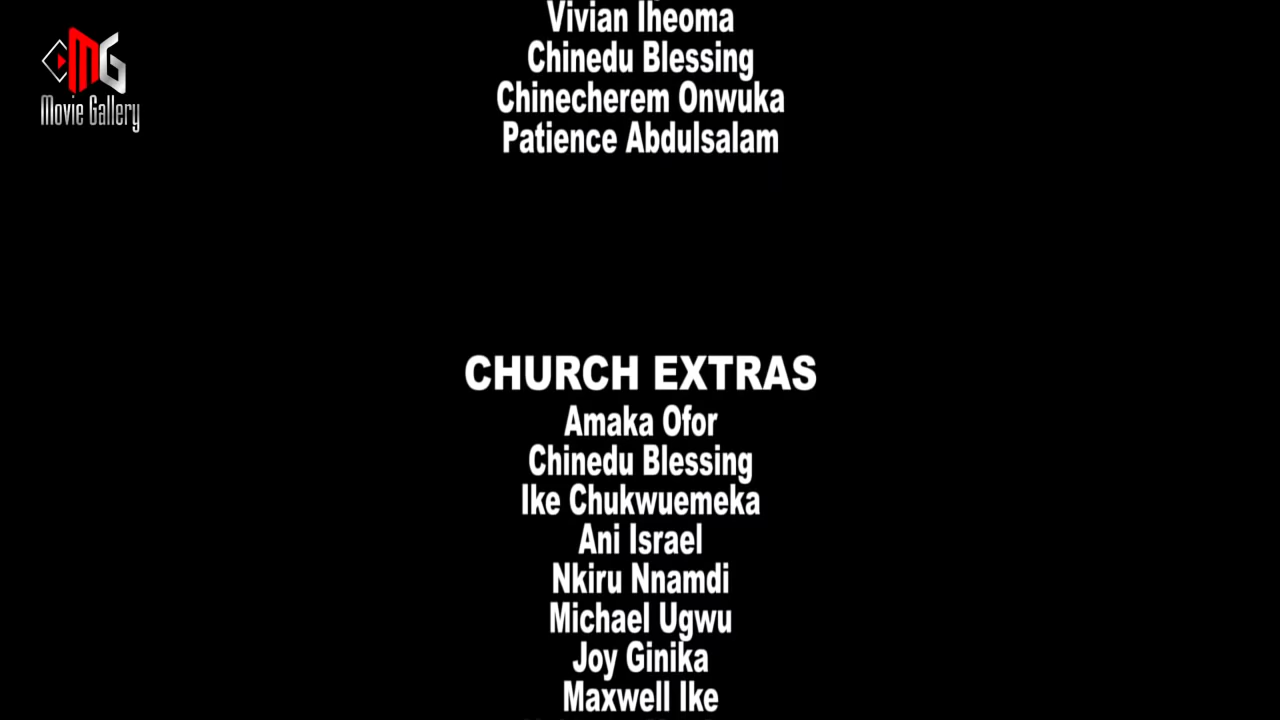 MG
Movie Gallery
Vivian Iheoma
Chinedu Blessing
Chinecherem Onwuka
Patience Abdulsalam
CHURCH EXTRAS
Amaka Ofor
Chinedu Blessing
Ike Chukwuemeka
Ani Israel
Nkiru Nnamdi
Michael Ugwu
Joy Ginika
Maxwell Ike